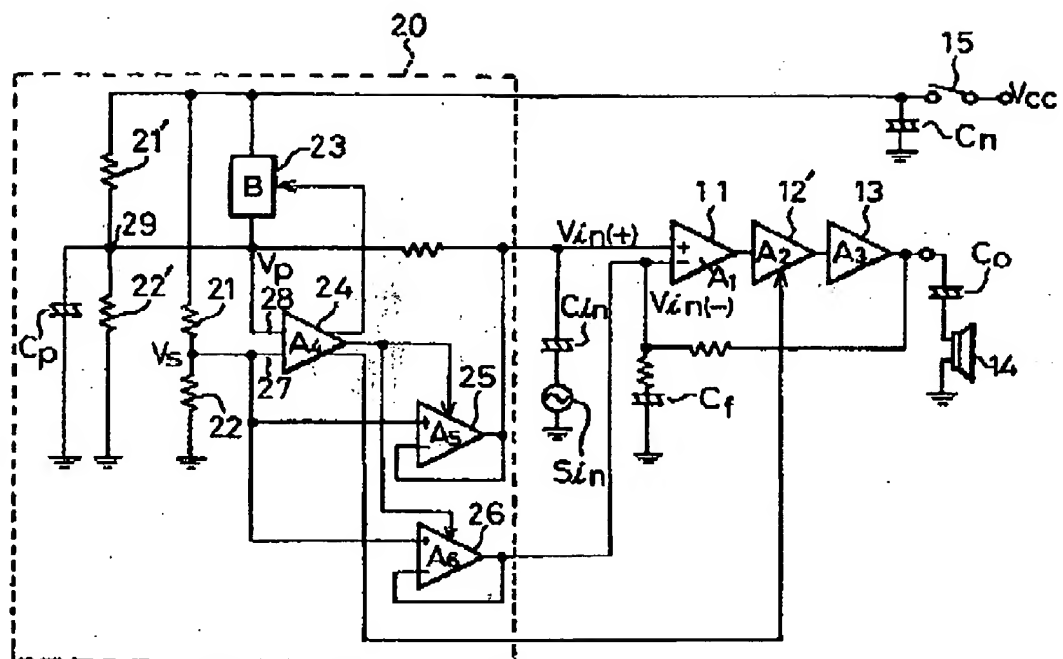 20
15
Vcc
Cn
21'
23
B
29
11
12'
13
Vin(+)
+
−
A1
A2
A3
Vp
Co
22'
21
28
24
Vin(−)
Cin
Cp
A4
Vs
27
22
25
14
+
A5
−
Cf
Sin
26
+
A6
−